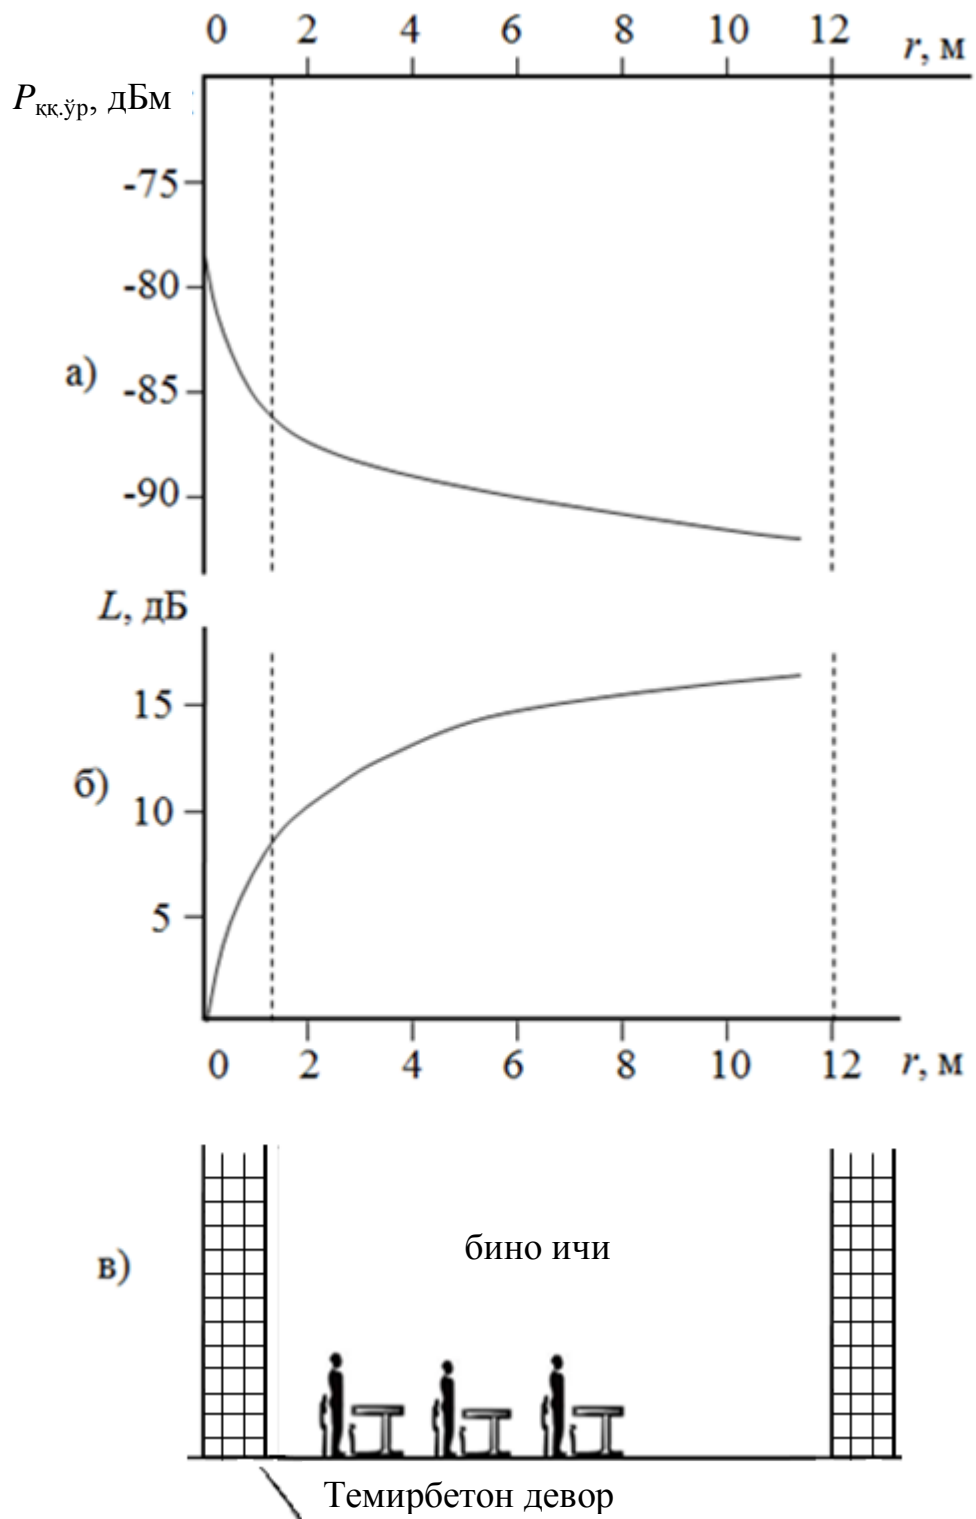 0 2 4 6 8 10 12 r, м
Pққ.ўр, дБм
-75
-80
а)
-85
-90
L, дБ
15
б)
10
5
0 2 4 6 8 10 12 r, м
бино ичи
в)
Темирбетон девор